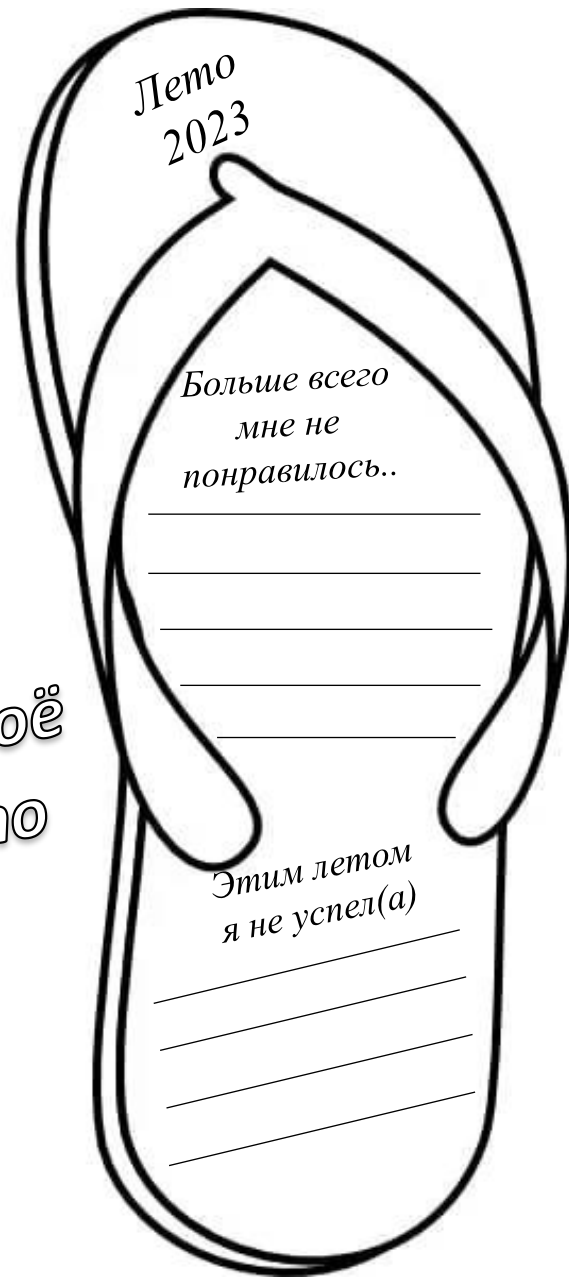 Лето
2023
Больше всего
мне не
понравилось..
Этим летом
я не успел(а)